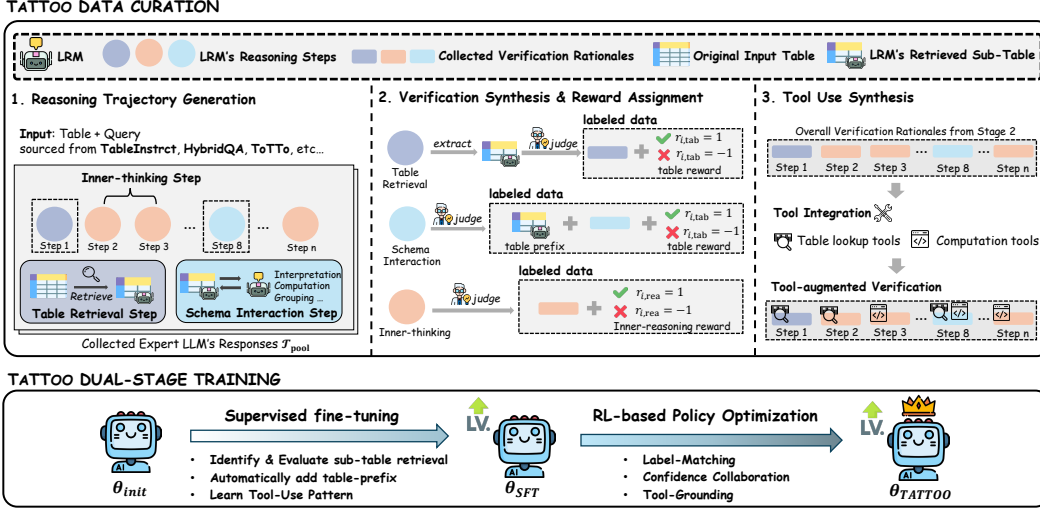 TATTOO DATA CURATION
LRM
LRM's Reasoning Steps
Collected Verification Rationales
Original Input Table
LRM's Retrieved Sub-Table
1. Reasoning Trajectory Generation
Input: Table + Query
sourced from TableInstrct, HybridQA, ToTTo, etc…
Inner-thinking Step
... ...
Step 1 Step 2 Step 3 Step 8 Step n
Retrieve
Table Retrieval Step
Interpretation
Computation
Grouping …
Schema Interaction Step
Collected Expert LLM's Responses 𝒯pool
2. Verification Synthesis & Reward Assignment
labeled data
extract
judge
+
r_{i,tab} = 1
r_{i,tab} = −1
table reward
Table
Retrieval
labeled data
judge
+ +
r_{i,tab} = 1
r_{i,tab} = −1
table prefix
table reward
Schema
Interaction
labeled data
judge
+
r_{i,rea} = 1
r_{i,rea} = −1
Inner-reasoning reward
Inner-thinking
3. Tool Use Synthesis
Overall Verification Rationales from Stage 2
... ...
Step 1 Step 2 Step 3 Step 8 Step n
Tool Integration
Table lookup tools
</> Computation tools
Tool-augmented Verification
</> ... </> ... </>
Step 1 Step 2 Step 3 Step 8 Step n
TATTOO DUAL-STAGE TRAINING
AI
θinit
Supervised fine-tuning
• Identify & Evaluate sub-table retrieval
• Automatically add table-prefix
• Learn Tool-Use Pattern
LV.
AI
θSFT
RL-based Policy Optimization
• Label-Matching
• Confidence Collaboration
• Tool-Grounding
LV.
AI
θTATTOO